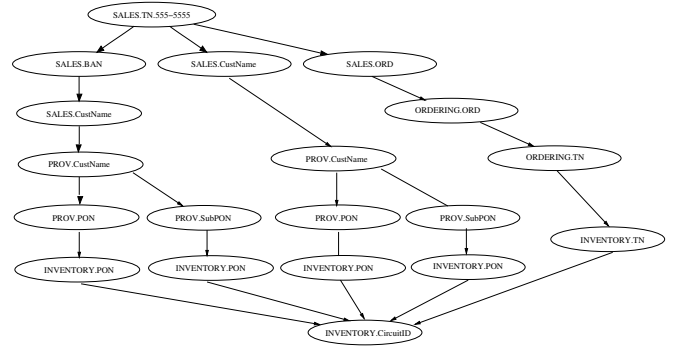 SALES.TN.555-5555
SALES.BAN
SALES.CustName
SALES.ORD
SALES.CustName
ORDERING.ORD
PROV.CustName
PROV.CustName
ORDERING.TN
PROV.PON
PROV.SubPON
PROV.PON
PROV.SubPON
INVENTORY.TN
INVENTORY.PON
INVENTORY.PON
INVENTORY.PON
INVENTORY.PON
INVENTORY.CircuitID